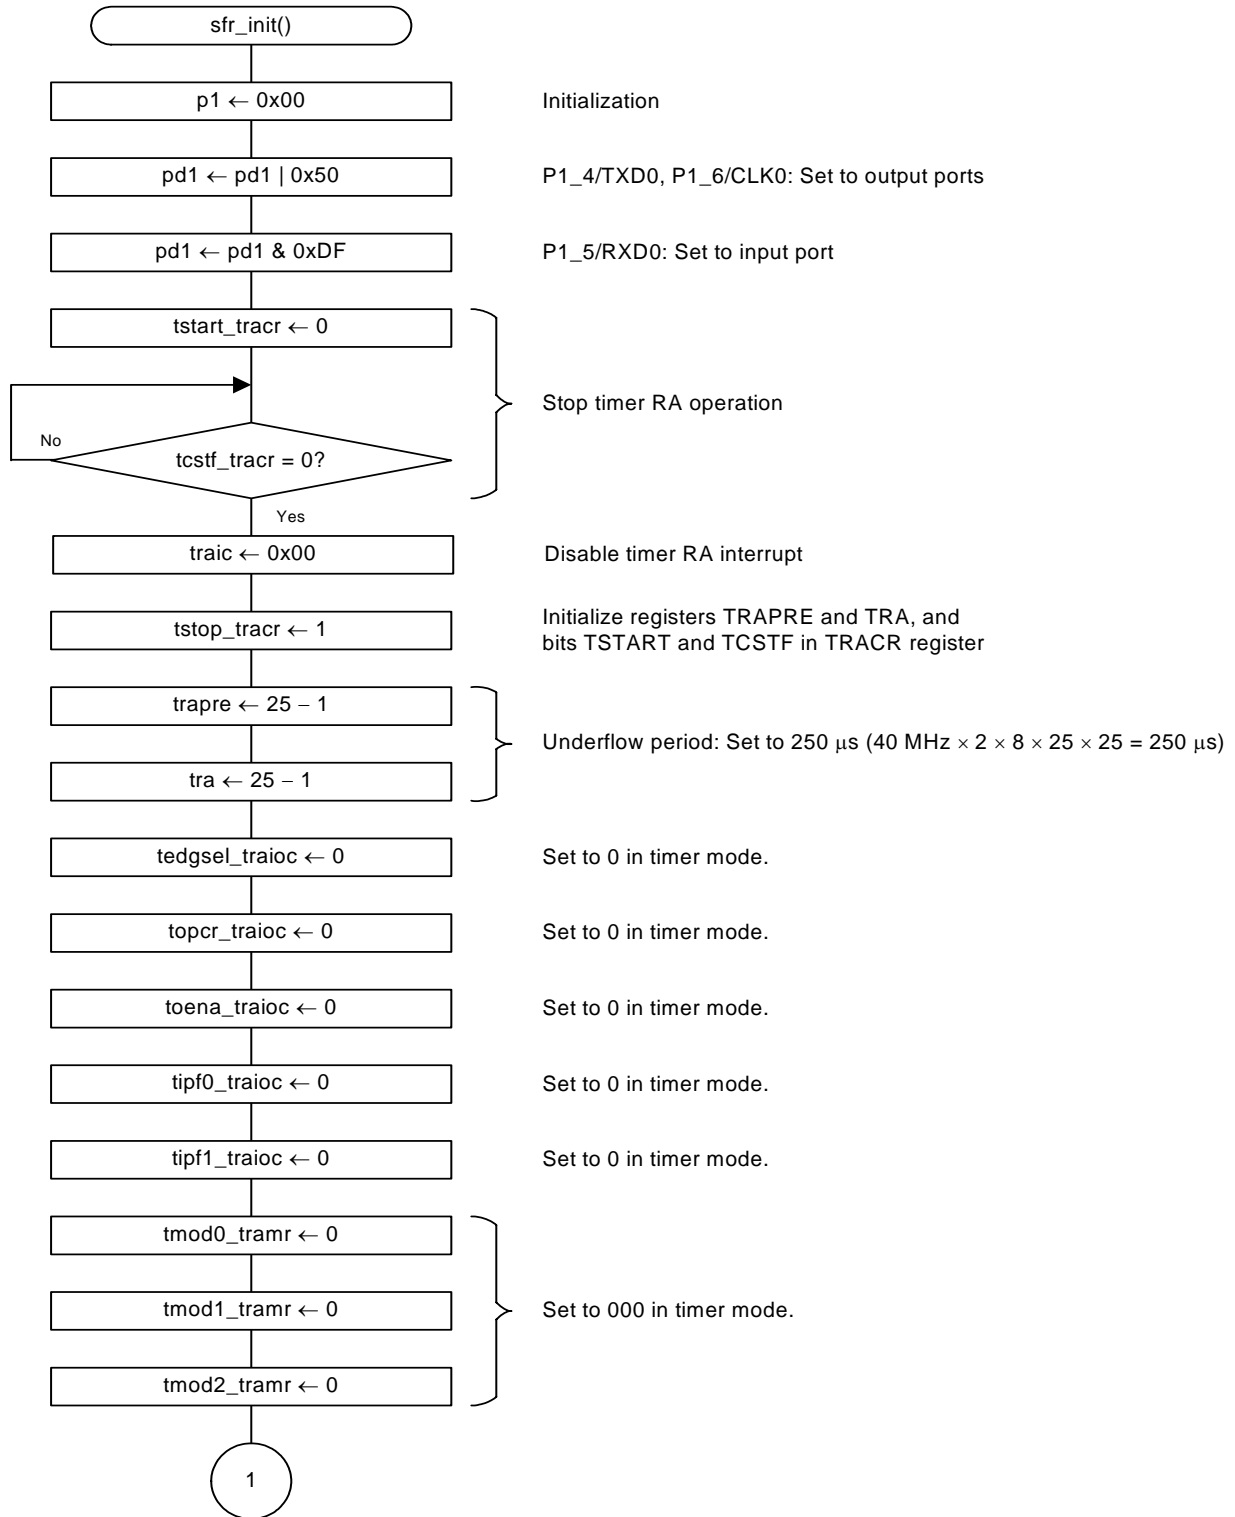 sfr_init()
p1 ← 0x00
Initialization
pd1 ← pd1 | 0x50
P1_4/TXD0, P1_6/CLK0: Set to output ports
pd1 ← pd1 & 0xDF
P1_5/RXD0: Set to input port
tstart_tracr ← 0
Stop timer RA operation
No
tcstf_tracr = 0?
Yes
traic ← 0x00
Disable timer RA interrupt
tstop_tracr ← 1
Initialize registers TRAPRE and TRA, and
bits TSTART and TCSTF in TRACR register
trapre ← 25 − 1
Underflow period: Set to 250 μs (40 MHz × 2 × 8 × 25 × 25 = 250 μs)
tra ← 25 − 1
tedgsel_traioc ← 0
Set to 0 in timer mode.
topcr_traioc ← 0
Set to 0 in timer mode.
toena_traioc ← 0
Set to 0 in timer mode.
tipf0_traioc ← 0
Set to 0 in timer mode.
tipf1_traioc ← 0
Set to 0 in timer mode.
tmod0_tramr ← 0
tmod1_tramr ← 0
Set to 000 in timer mode.
tmod2_tramr ← 0
1